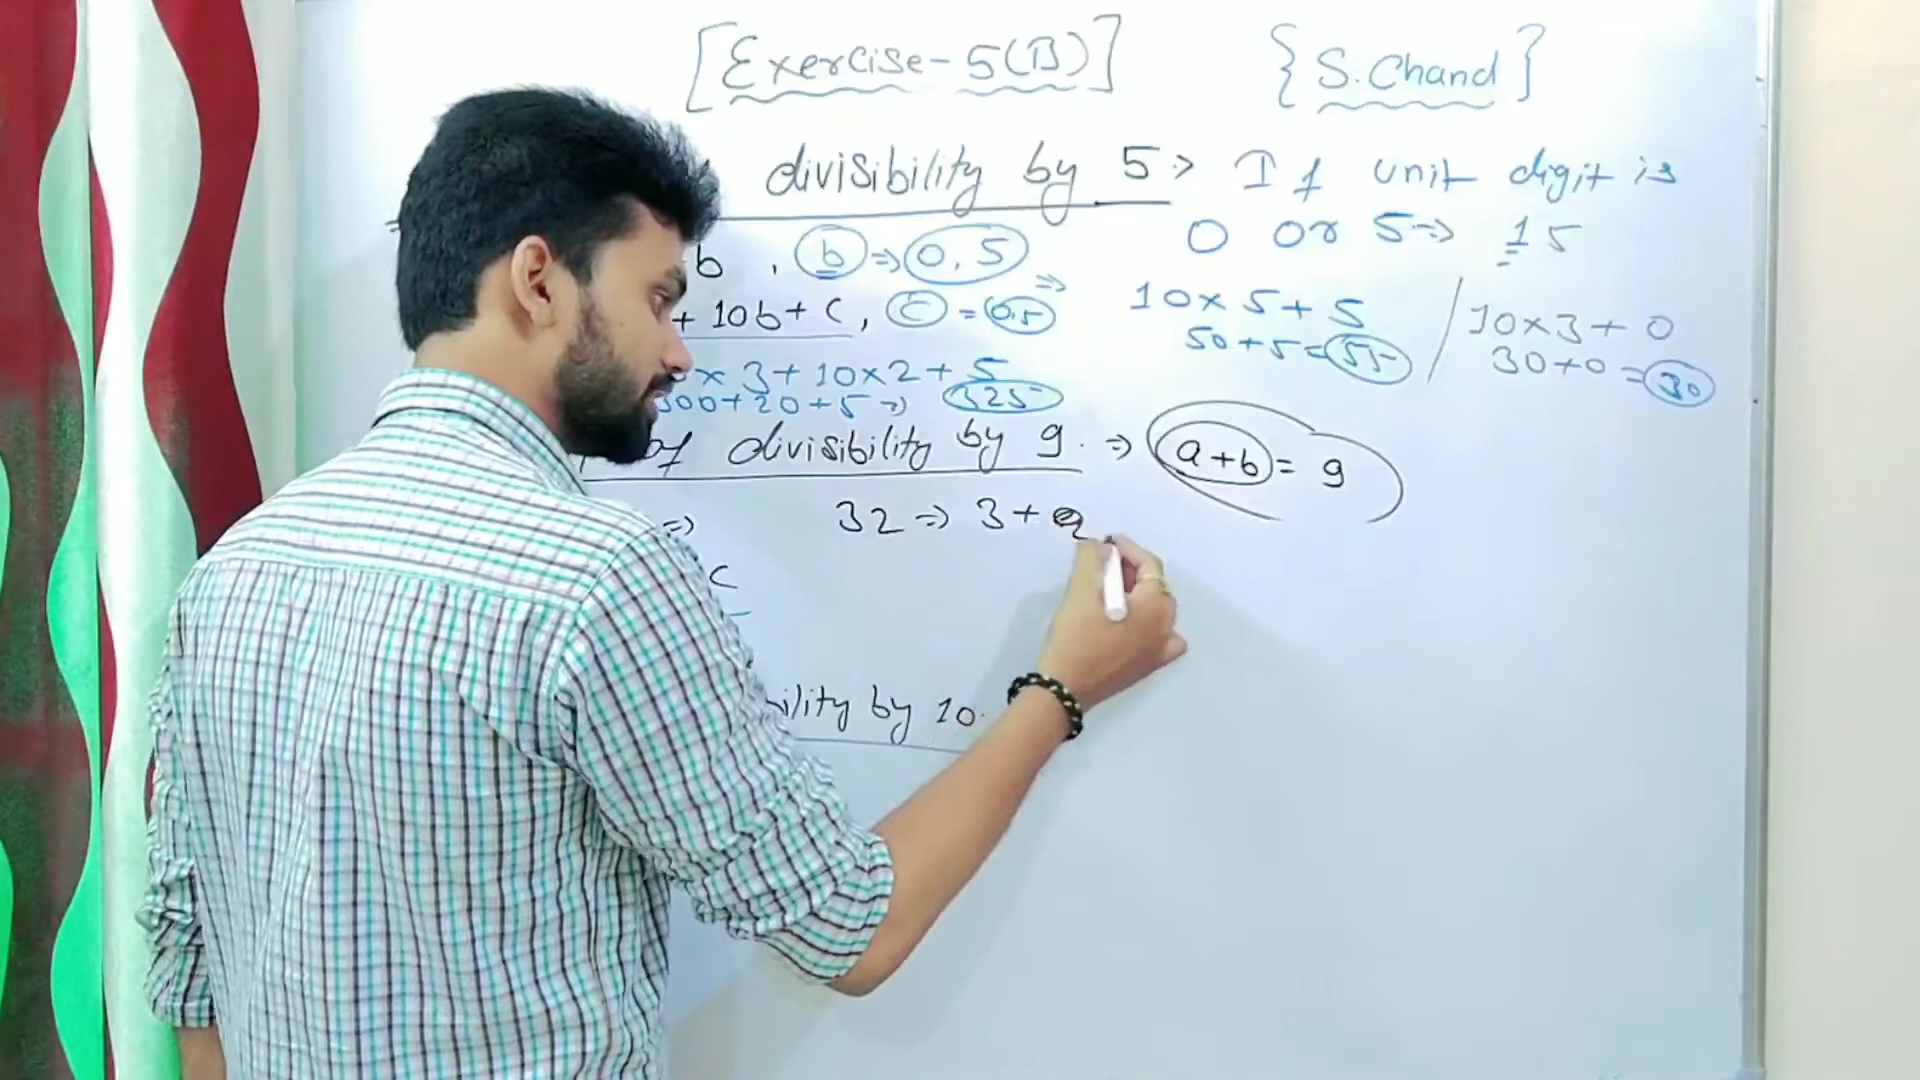 [Exercise-5(B)] {S.Chand}
divisibility by 5 => If unit digit is
0 or 5 => 15
b , b => 0, 5
+ 10b + c, c = 0,5 =>
10 x 5 + 5
50 + 5 = 55
10 x 3 + 0
30 + 0 = 30
x 3 + 10 x 2 + 5
300 + 20 + 5 => 325
of divisibility by 9. => a+b = 9
=> 32 => 3 +
c
ility by 10.